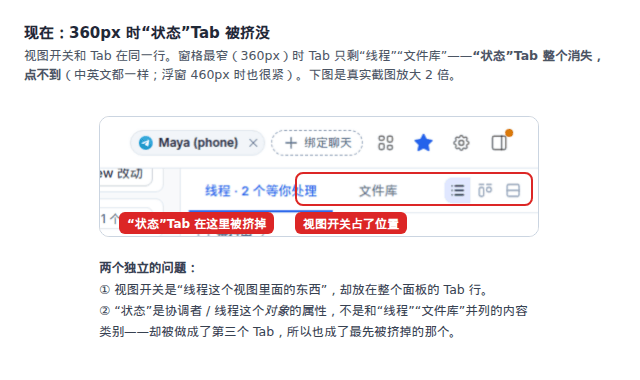 现在：360px 时“状态”Tab 被挤没
视图开关和 Tab 在同一行。窗格最窄（360px）时 Tab 只剩“线程”“文件库”——“状态”Tab 整个消失，
点不到（中英文都一样；浮窗 460px 时也很紧）。下图是真实截图放大 2 倍。
Maya (phone) × ＋ 绑定聊天
ew 改动
线程 · 2 个等你处理 文件库
1 个
“状态”Tab 在这里被挤掉 视图开关占了位置
两个独立的问题：
① 视图开关是“线程这个视图里面的东西”，却放在整个面板的 Tab 行。
② “状态”是协调者 / 线程这个对象的属性，不是和“线程”“文件库”并列的内容
类别——却被做成了第三个 Tab，所以也成了最先被挤掉的那个。